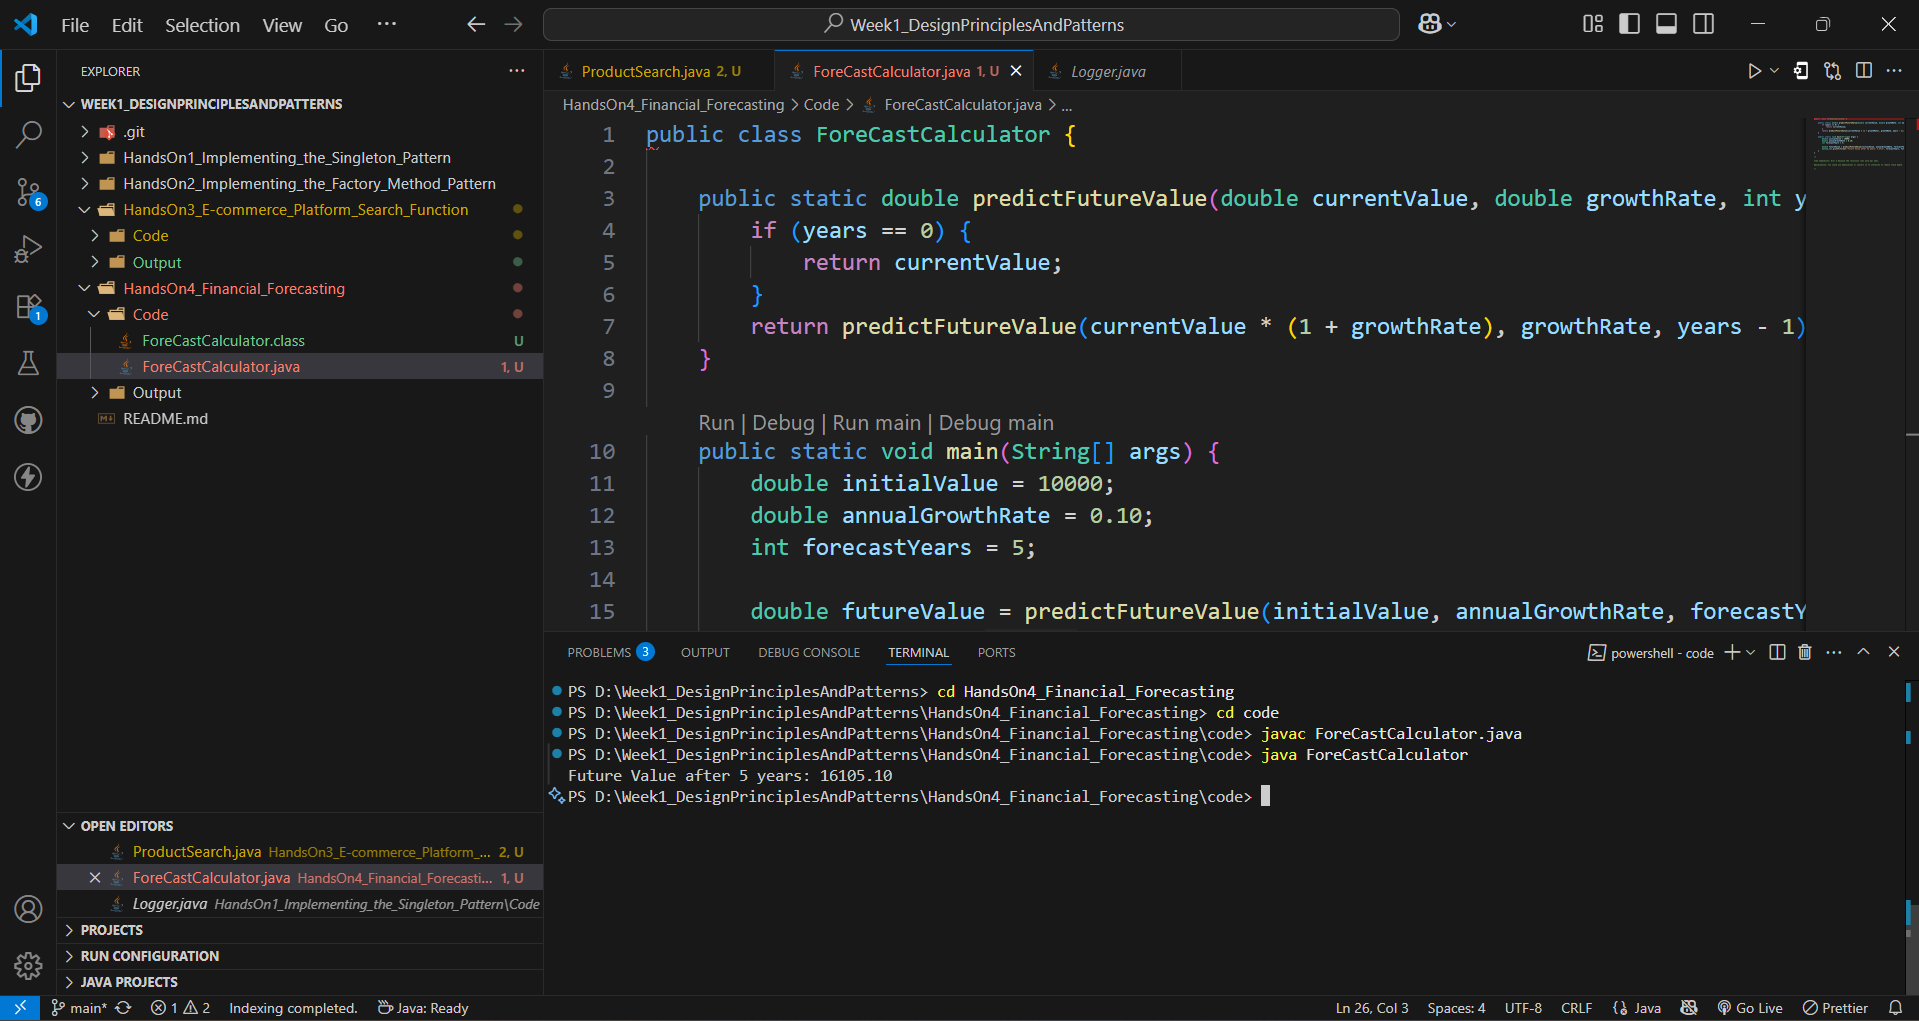 File Edit Selection View Go ··· Week1_DesignPrinciplesAndPatterns
EXPLORER
WEEK1_DESIGNPRINCIPLESANDPATTERNS
.git
HandsOn1_Implementing_the_Singleton_Pattern
HandsOn2_Implementing_the_Factory_Method_Pattern
HandsOn3_E-commerce_Platform_Search_Function
Code
Output
HandsOn4_Financial_Forecasting
Code
ForeCastCalculator.class U
ForeCastCalculator.java 1, U
Output
README.md
6
1
OPEN EDITORS
ProductSearch.java HandsOn3_E-commerce_Platform_... 2, U
ForeCastCalculator.java HandsOn4_Financial_Forecasti... 1, U
Logger.java HandsOn1_Implementing_the_Singleton_Pattern\Code
PROJECTS
RUN CONFIGURATION
JAVA PROJECTS
ProductSearch.java 2, U ForeCastCalculator.java 1, U Logger.java
HandsOn4_Financial_Forecasting > Code > ForeCastCalculator.java > ...
1 public class ForeCastCalculator {
2
3 public static double predictFutureValue(double currentValue, double growthRate, int y
4 if (years == 0) {
5 return currentValue;
6 }
7 return predictFutureValue(currentValue * (1 + growthRate), growthRate, years - 1)
8 }
9
Run | Debug | Run main | Debug main
10 public static void main(String[] args) {
11 double initialValue = 10000;
12 double annualGrowthRate = 0.10;
13 int forecastYears = 5;
14
15 double futureValue = predictFutureValue(initialValue, annualGrowthRate, forecastY
PROBLEMS 3 OUTPUT DEBUG CONSOLE TERMINAL PORTS powershell - code
PS D:\Week1_DesignPrinciplesAndPatterns> cd HandsOn4_Financial_Forecasting
PS D:\Week1_DesignPrinciplesAndPatterns\HandsOn4_Financial_Forecasting> cd code
PS D:\Week1_DesignPrinciplesAndPatterns\HandsOn4_Financial_Forecasting\code> javac ForeCastCalculator.java
PS D:\Week1_DesignPrinciplesAndPatterns\HandsOn4_Financial_Forecasting\code> java ForeCastCalculator
Future Value after 5 years: 16105.10
PS D:\Week1_DesignPrinciplesAndPatterns\HandsOn4_Financial_Forecasting\code>
main* 1 2 Indexing completed. Java: Ready Ln 26, Col 3 Spaces: 4 UTF-8 CRLF {} Java Go Live Prettier